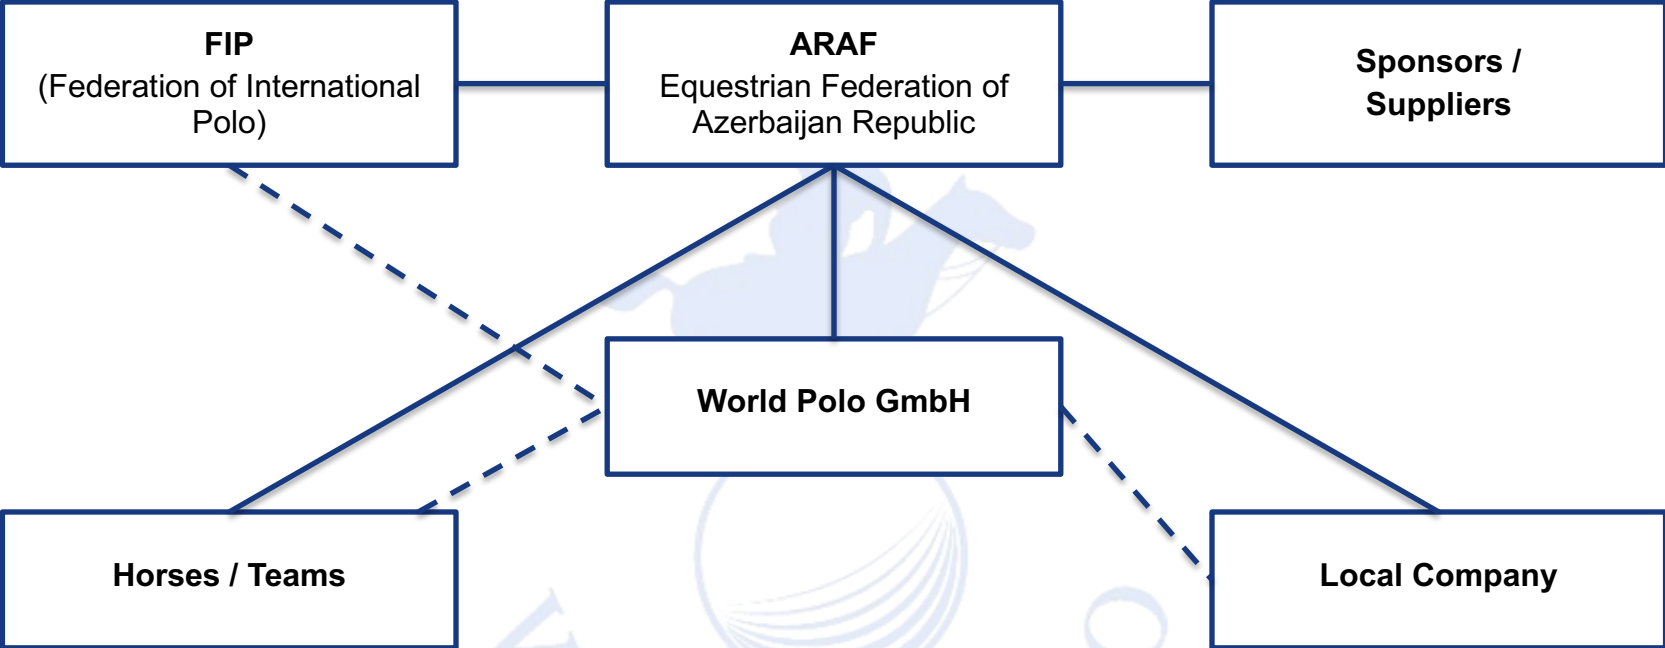 FIP
(Federation of International
Polo)
ARAF
Equestrian Federation of
Azerbaijan Republic
Sponsors /
Suppliers
World Polo GmbH
Horses / Teams
Local Company